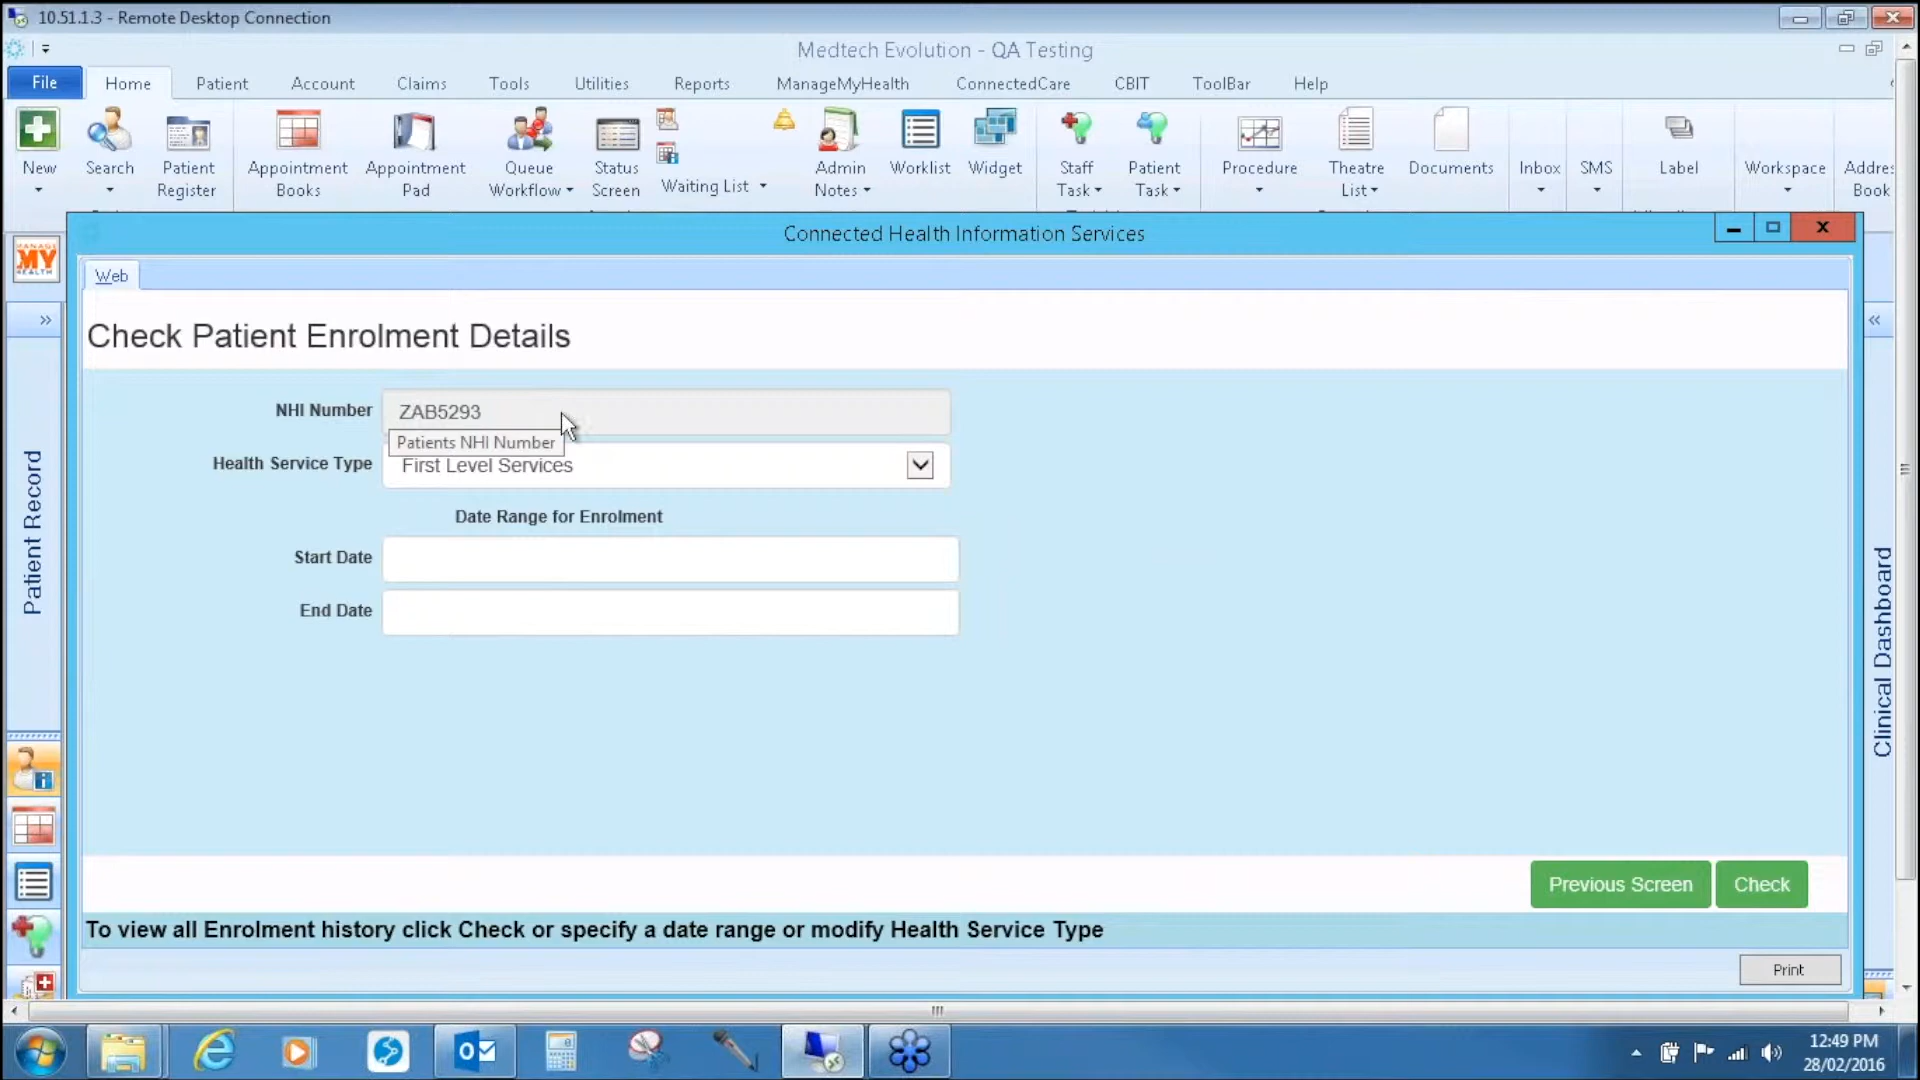 10.51.1.3 - Remote Desktop Connection
Medtech Evolution - QA Testing
File Home Patient Account Claims Tools Utilities Reports ManageMyHealth ConnectedCare CBIT ToolBar Help
New
Search
Patient Register
Appointment Books
Appointment Pad
Queue Workflow
Status Screen
Waiting List
Admin Notes
Worklist
Widget
Staff Task
Patient Task
Procedure
Theatre List
Documents
Inbox
SMS
Label
Workspace
Book
Connected Health Information Services
MANAGE
MY
HEALTH
Web
Check Patient Enrolment Details
NHI Number ZAB5293
Patients NHI Number
Health Service Type First Level Services
Date Range for Enrolment
Start Date
End Date
Patient Record
Clinical Dashboard
Previous Screen Check
To view all Enrolment history click Check or specify a date range or modify Health Service Type
Print
12:49 PM
28/02/2016